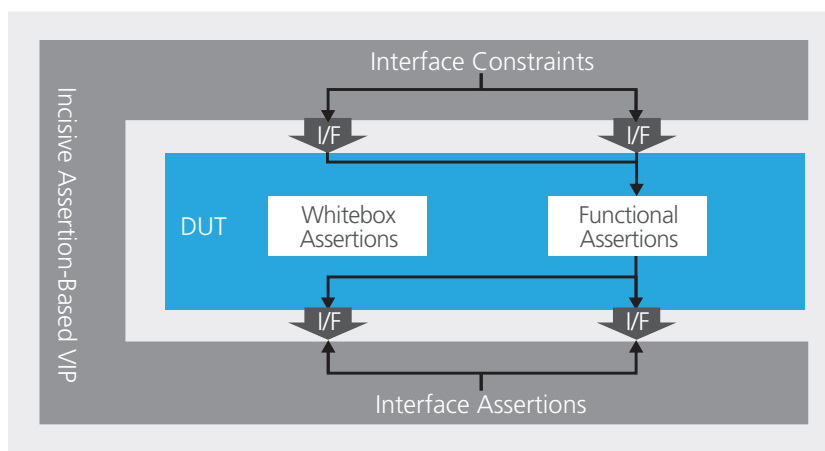 Interface Constraints
Incisive Assertion-Based VIP
I/F
I/F
DUT
Whitebox
Assertions
Functional
Assertions
I/F
I/F
Interface Assertions